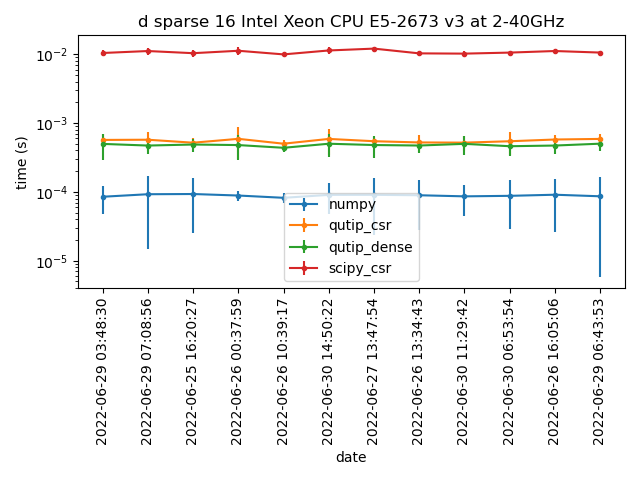 d sparse 16 Intel Xeon CPU E5-2673 v3 at 2-40GHz
time (s)
10⁻²
10⁻³
10⁻⁴
10⁻⁵
numpy
qutip_csr
qutip_dense
scipy_csr
2022-06-29 03:48:30
2022-06-29 07:08:56
2022-06-25 16:20:27
2022-06-26 00:37:59
2022-06-26 10:39:17
2022-06-30 14:50:22
2022-06-27 13:47:54
2022-06-26 13:34:43
2022-06-30 11:29:42
2022-06-30 06:53:54
2022-06-26 16:05:06
2022-06-29 06:43:53
date